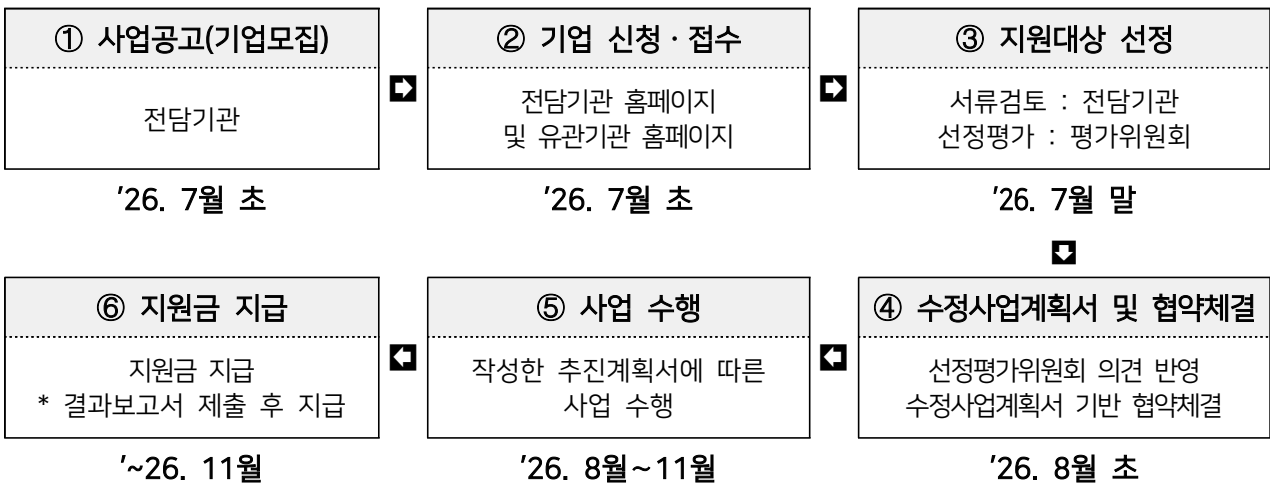 ① 사업공고(기업모집)
전담기관
'26. 7월 초
② 기업 신청·접수
전담기관 홈페이지
및 유관기관 홈페이지
'26. 7월 초
③ 지원대상 선정
서류검토 : 전담기관
선정평가 : 평가위원회
'26. 7월 말
④ 수정사업계획서 및 협약체결
선정평가위원회 의견 반영
수정사업계획서 기반 협약체결
'26. 8월 초
⑤ 사업 수행
작성한 추진계획서에 따른
사업 수행
'26. 8월~11월
⑥ 지원금 지급
지원금 지급
* 결과보고서 제출 후 지급
'~26. 11월